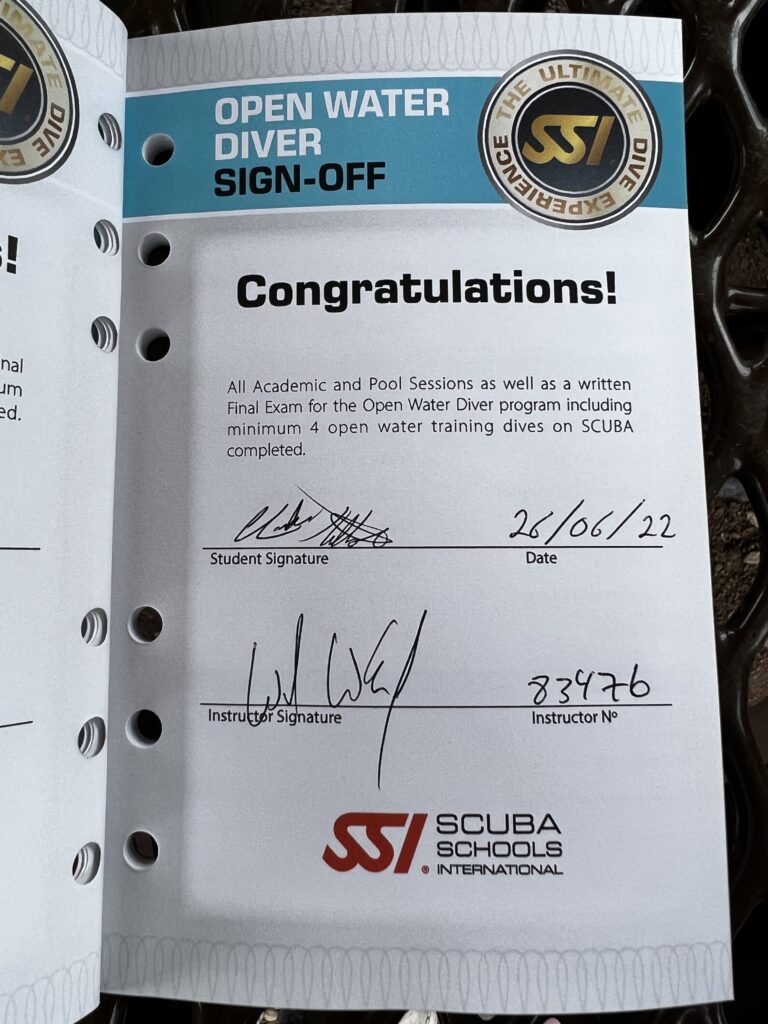 OPEN WATER
DIVER
SIGN-OFF
THE ULTIMATE DIVE EXPERIENCE
SSI
Congratulations!
All Academic and Pool Sessions as well as a written
Final Exam for the Open Water Diver program including
minimum 4 open water training dives on SCUBA
completed.
26/06/22
Student Signature Date
83476
Instructor Signature Instructor Nº
SSI SCUBA
SCHOOLS
INTERNATIONAL